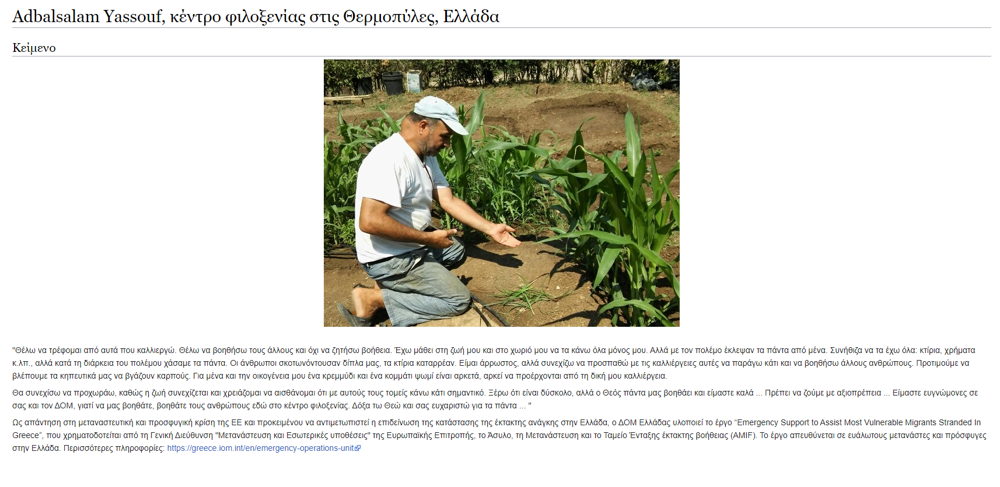 Adbalsalam Yassouf, κέντρο φιλοξενίας στις Θερμοπύλες, Ελλάδα
Κείμενο
"Θέλω να τρέφομαι από αυτά που καλλιεργώ. Θέλω να βοηθήσω τους άλλους και όχι να ζητήσω βοήθεια. Έχω μάθει στη ζωή μου και στο χωριό μου να τα κάνω όλα μόνος μου. Αλλά με τον πολέμο έκλεψαν τα πάντα από μένα. Συνήθιζα να τα έχω όλα: κτίρια, χρήματα
κ.λπ., αλλά κατά τη διάρκεια του πολέμου χάσαμε τα πάντα. Οι άνθρωποι σκοτωνόντουσαν δίπλα μας, τα κτίρια καταρρέαν. Είμαι άρρωστος, αλλά συνεχίζω να προσπαθώ με τις καλλιέργειες αυτές να παράγω κάτι και να βοηθήσω άλλους ανθρώπους. Προτιμούμε να
βλέπουμε τα κηπευτικά μας να βγάζουν καρπούς. Για μένα και την οικογένεια μου ένα κρεμμύδι και ένα κομμάτι ψωμί είναι αρκετά, αρκεί να προέρχονται από τη δική μου καλλιέργεια.
Θα συνεχίσω να προχωράω, καθώς η ζωή συνεχίζεται και χρειάζομαι να αισθάνομαι ότι με αυτούς τους τομείς κάνω κάτι σημαντικό. Ξέρω ότι είναι δύσκολο, αλλά ο Θεός πάντα μας βοηθάει και είμαστε καλά ... Πρέπει να ζούμε με αξιοπρέπεια ... Είμαστε ευγνώμονες σε
σας και τον ΔΟΜ, γιατί να μας βοηθάτε, βοηθάτε τους ανθρώπους εδώ στο κέντρο φιλοξενίας. Δόξα τω Θεώ και σας ευχαριστώ για τα πάντα ... "
Ως απάντηση στη μεταναστευτική και προσφυγική κρίση της ΕΕ και προκειμένου να αντιμετωπιστεί η επιδείνωση της κατάστασης της έκτακτης ανάγκης στην Ελλάδα, ο ΔΟΜ Ελλάδας υλοποιεί το έργο “Emergency Support to Assist Most Vulnerable Migrants Stranded In
Greece”, που χρηματοδοτείται από τη Γενική Διεύθυνση "Μετανάστευση και Εσωτερικές υποθέσεις" της Ευρωπαϊκής Επιτροπής, το Άσυλο, τη Μετανάστευση και το Ταμείο Ένταξης έκτακτης βοήθειας (AMIF). Το έργο απευθύνεται σε ευάλωτους μετανάστες και πρόσφυγες
στην Ελλάδα. Περισσότερες πληροφορίες: https://greece.iom.int/en/emergency-operations-unit